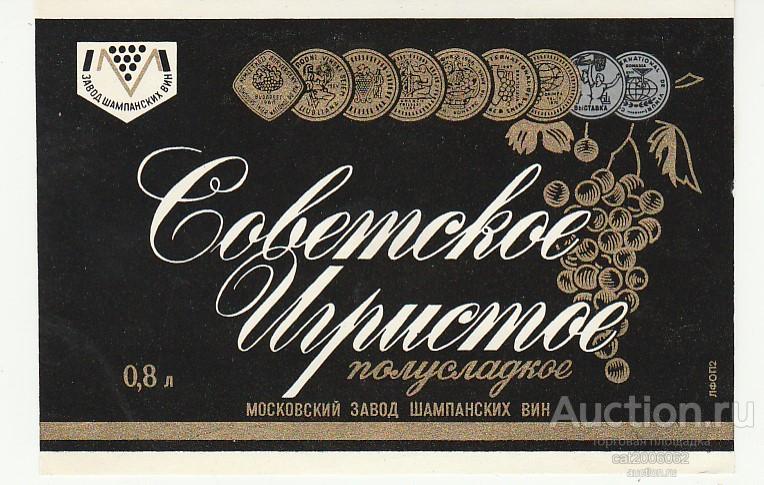 ЗАВОД ШАМПАНСКИХ ВИН
ВЫСТАВКА
Советское
Игристое
полусладкое
0,8 л
МОСКОВСКИЙ ЗАВОД ШАМПАНСКИХ ВИН
ЛФОП2
Auction.ru
торговая площадка
cat2006062
auction.ru